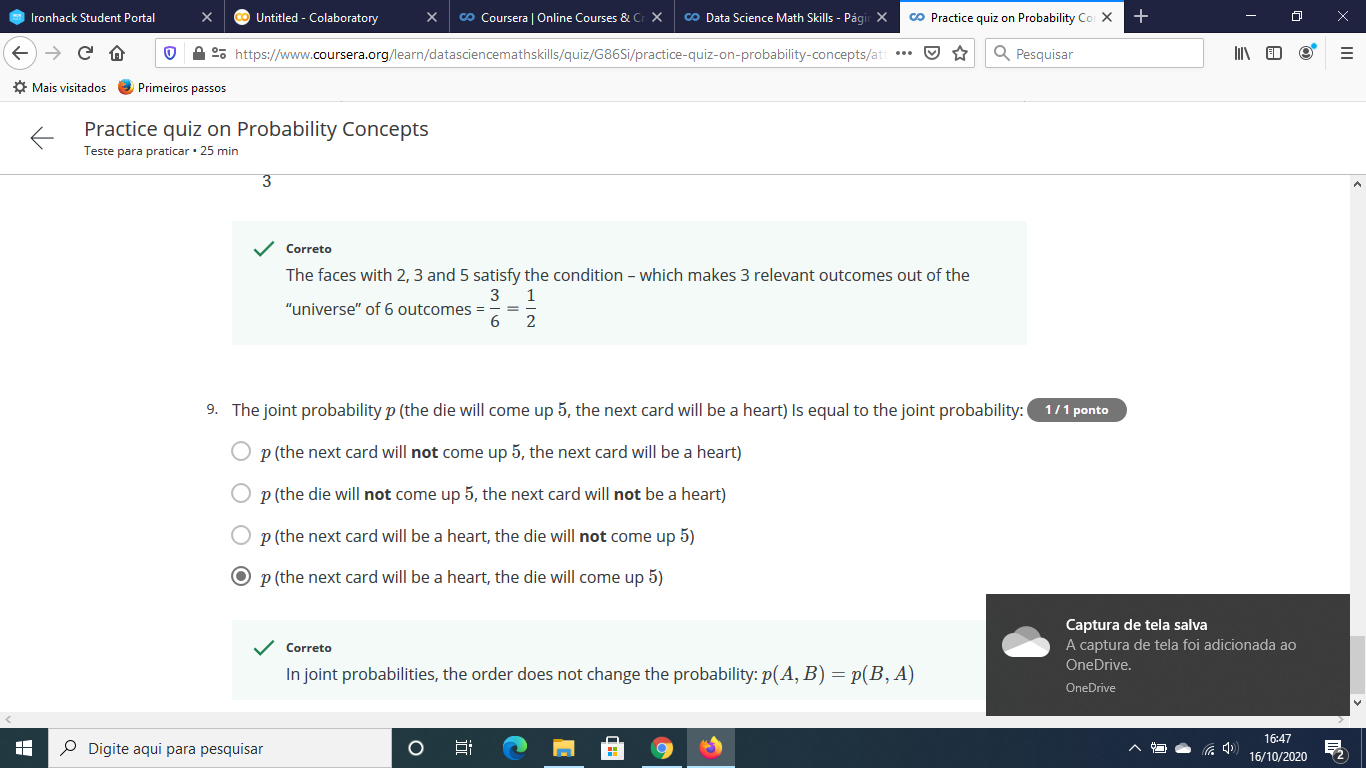 Ironhack Student Portal
Untitled - Colaboratory
Coursera | Online Courses & Cr
Data Science Math Skills - Págin
Practice quiz on Probability Co
https://www.coursera.org/learn/datasciencemathskills/quiz/G86Si/practice-quiz-on-probability-concepts/att
Pesquisar
Mais visitados
Primeiros passos
Practice quiz on Probability Concepts
Teste para praticar • 25 min
3
Correto
The faces with 2, 3 and 5 satisfy the condition – which makes 3 relevant outcomes out of the
“universe” of 6 outcomes = 3/6 = 1/2
9. The joint probability p (the die will come up 5, the next card will be a heart) Is equal to the joint probability: 1 / 1 ponto
p (the next card will not come up 5, the next card will be a heart)
p (the die will not come up 5, the next card will not be a heart)
p (the next card will be a heart, the die will not come up 5)
p (the next card will be a heart, the die will come up 5)
Correto
In joint probabilities, the order does not change the probability: p(A, B) = p(B, A)
Captura de tela salva
A captura de tela foi adicionada ao
OneDrive.
OneDrive
Digite aqui para pesquisar
16:47
16/10/2020
2